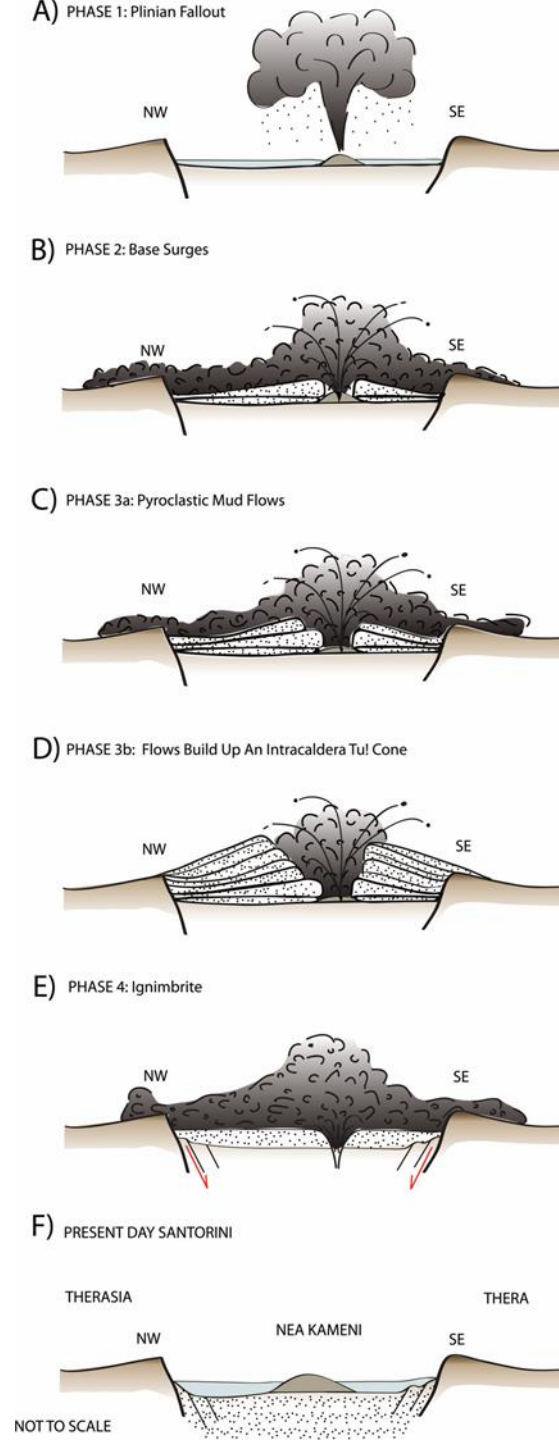 A) PHASE 1: Plinian Fallout
NW SE
B) PHASE 2: Base Surges
NW SE
C) PHASE 3a: Pyroclastic Mud Flows
NW SE
D) PHASE 3b: Flows Build Up An Intracaldera Tu! Cone
NW SE
E) PHASE 4: Ignimbrite
NW SE
F) PRESENT DAY SANTORINI
THERASIA THERA
NEA KAMENI
NW SE
NOT TO SCALE